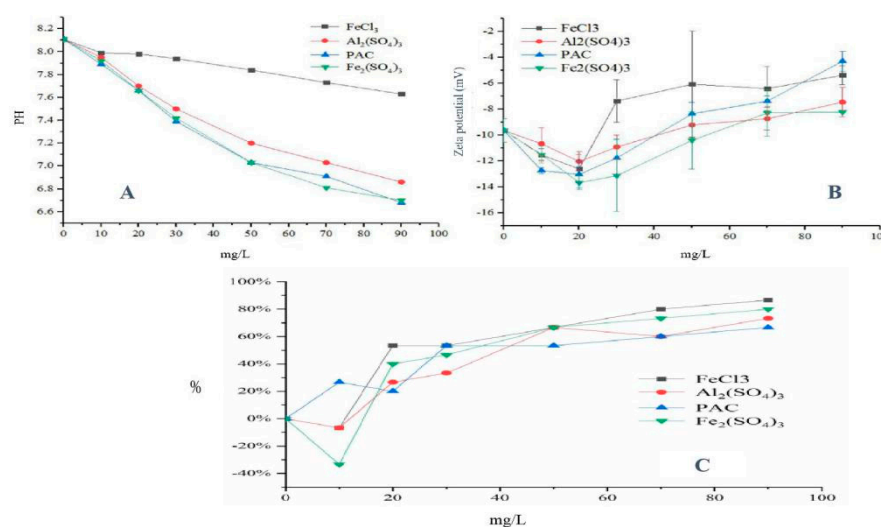 8.2
8.0
7.8
7.6
7.4
7.2
7.0
6.8
6.6
PH
FeCl₃
Al₂(SO₄)₃
PAC
Fe₂(SO₄)₃
A
0 10 20 30 40 50 60 70 80 90 100
mg/L
-2
-4
-6
-8
-10
-12
-14
-16
Zeta potential (mV)
FeCl3
Al2(SO4)3
PAC
Fe2(SO4)3
B
0 20 40 60 80 100
mg/L
100%
80%
60%
40%
20%
0%
-20%
-40%
%
FeCl3
Al₂(SO₄)₃
PAC
Fe₂(SO₄)₃
C
0 20 40 60 80 100
mg/L